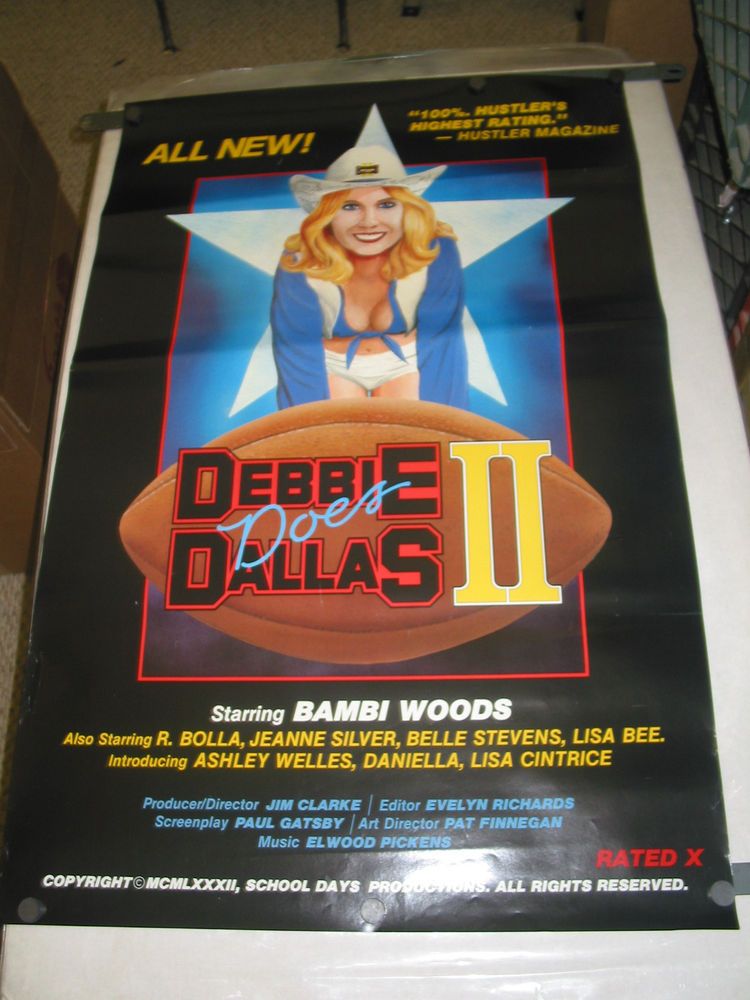 ALL NEW!
"100%. HUSTLER'S
HIGHEST RATING."
— HUSTLER MAGAZINE
DEBBIE
Does
DALLAS
II
Starring BAMBI WOODS
Also Starring R. BOLLA, JEANNE SILVER, BELLE STEVENS, LISA BEE.
Introducing ASHLEY WELLES, DANIELLA, LISA CINTRICE
Producer/Director JIM CLARKE | Editor EVELYN RICHARDS
Screenplay PAUL GATSBY | Art Director PAT FINNEGAN
Music ELWOOD PICKENS
RATED X
COPYRIGHT © MCMLXXXII, SCHOOL DAYS PRODUCTIONS. ALL RIGHTS RESERVED.